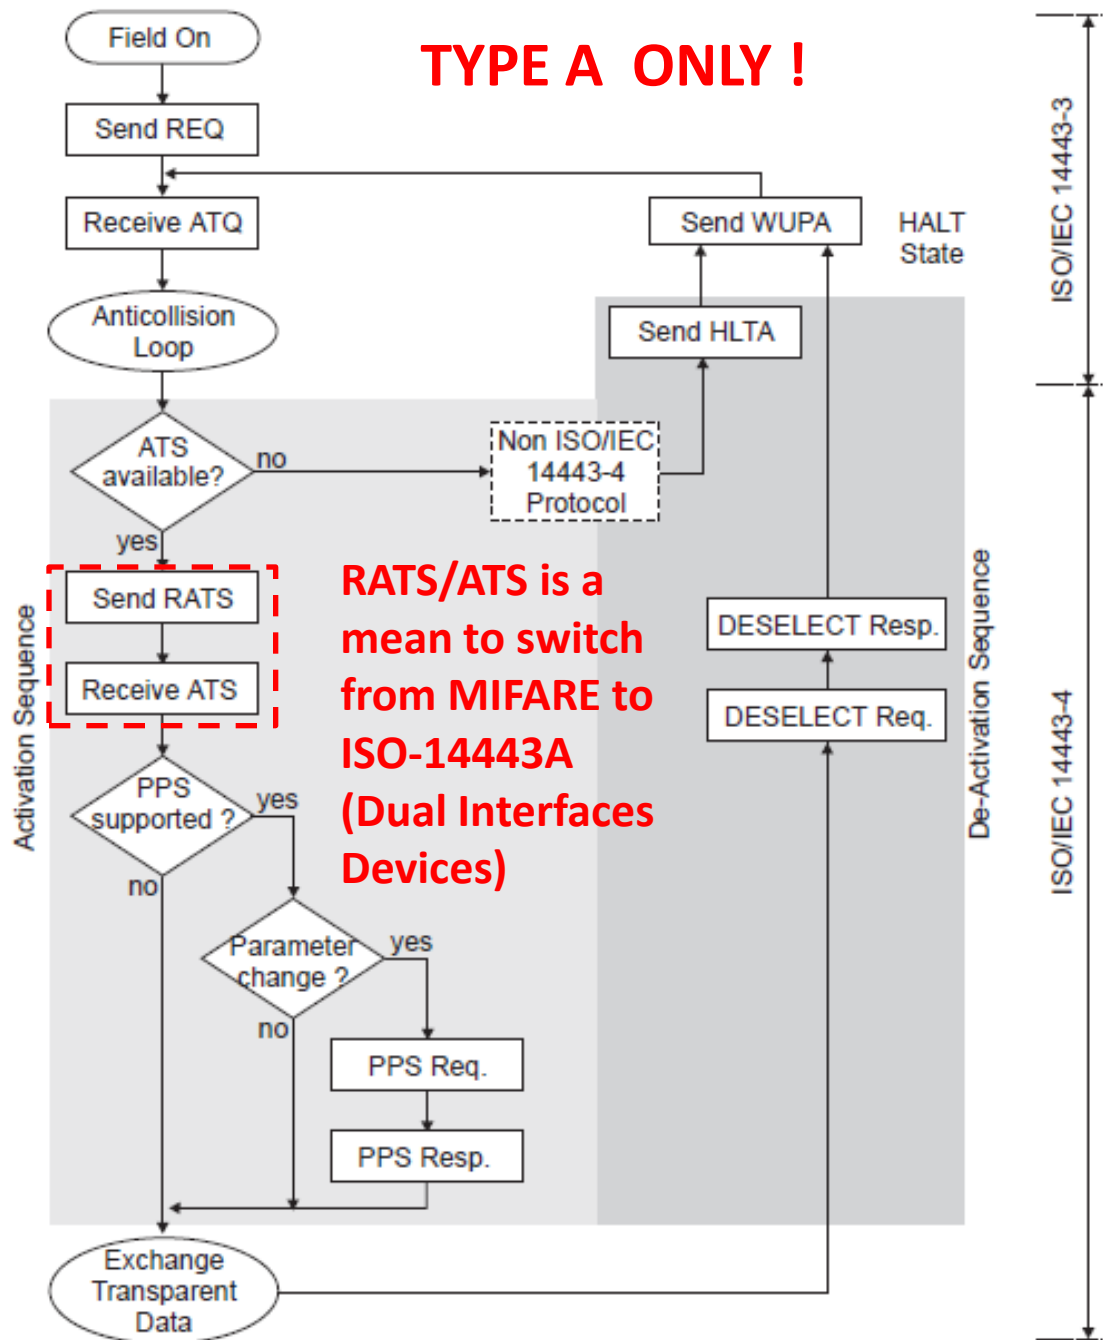 Field On
TYPE A  ONLY !
Send REQ
Receive ATQ
Send WUPA
HALT
State
ISO/IEC 14443-3
Anticollision
Loop
Send HLTA
ATS
available?
no
yes
Non ISO/IEC
14443-4
Protocol
Send RATS
Receive ATS
RATS/ATS is a
mean to switch
from MIFARE to
ISO-14443A
(Dual Interfaces
Devices)
DESELECT Resp.
DESELECT Req.
Activation Sequence
De-Activation Sequence
ISO/IEC 14443-4
PPS
supported ?
yes
no
Parameter
change ?
yes
no
PPS Req.
PPS Resp.
Exchange
Transparent
Data